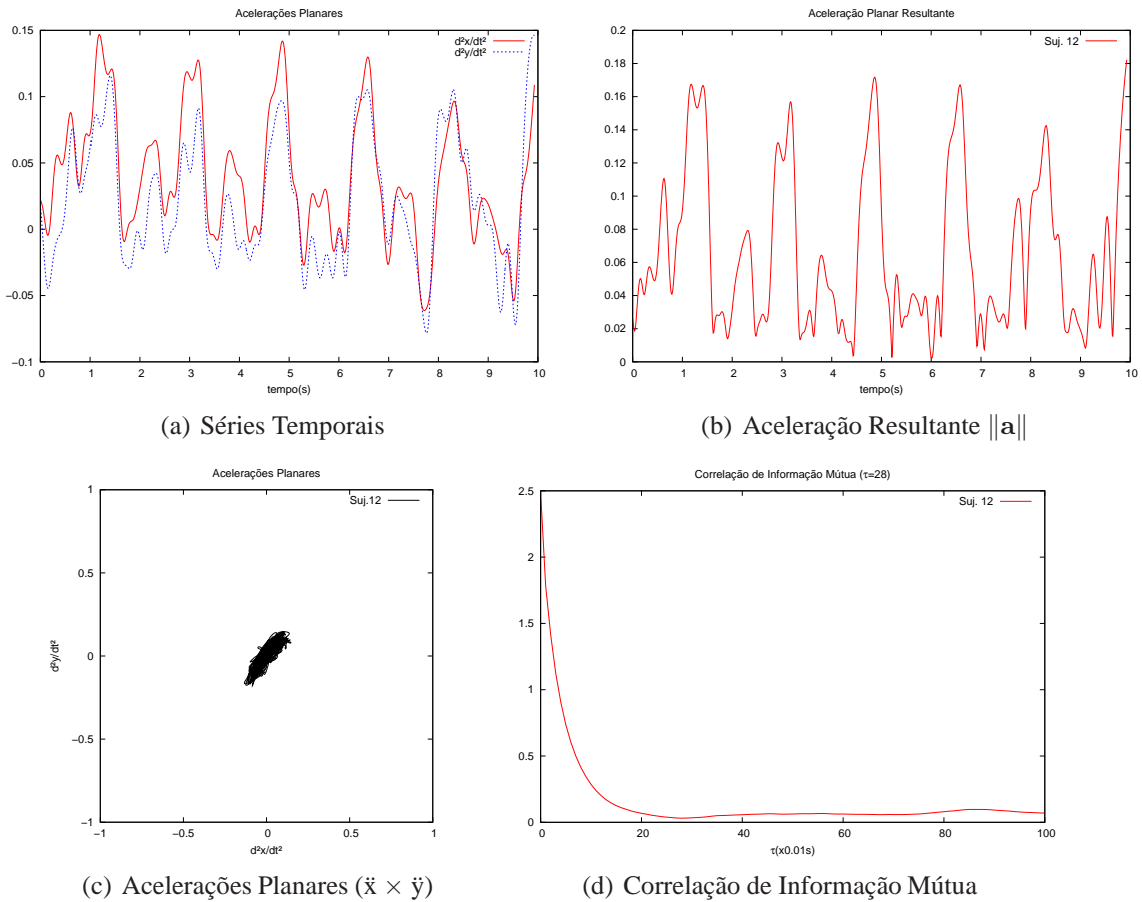 Acelerações Planares
d²x/dt²
d²y/dt²
0.15
0.1
0.05
0
−0.05
−0.1
0 1 2 3 4 5 6 7 8 9 10
tempo(s)
(a) Séries Temporais
Aceleração Planar Resultante
Suj. 12
0.2
0.18
0.16
0.14
0.12
0.1
0.08
0.06
0.04
0.02
0
0 1 2 3 4 5 6 7 8 9 10
tempo(s)
(b) Aceleração Resultante ‖a‖
Acelerações Planares
Suj.12
1
0.5
0
−0.5
−1
d²y/dt²
−1 −0.5 0 0.5 1
d²x/dt²
(c) Acelerações Planares (ẍ × ÿ)
Correlação de Informação Mútua (τ=28)
Suj. 12
2.5
2
1.5
1
0.5
0
0 20 40 60 80 100
τ(x0.01s)
(d) Correlação de Informação Mútua